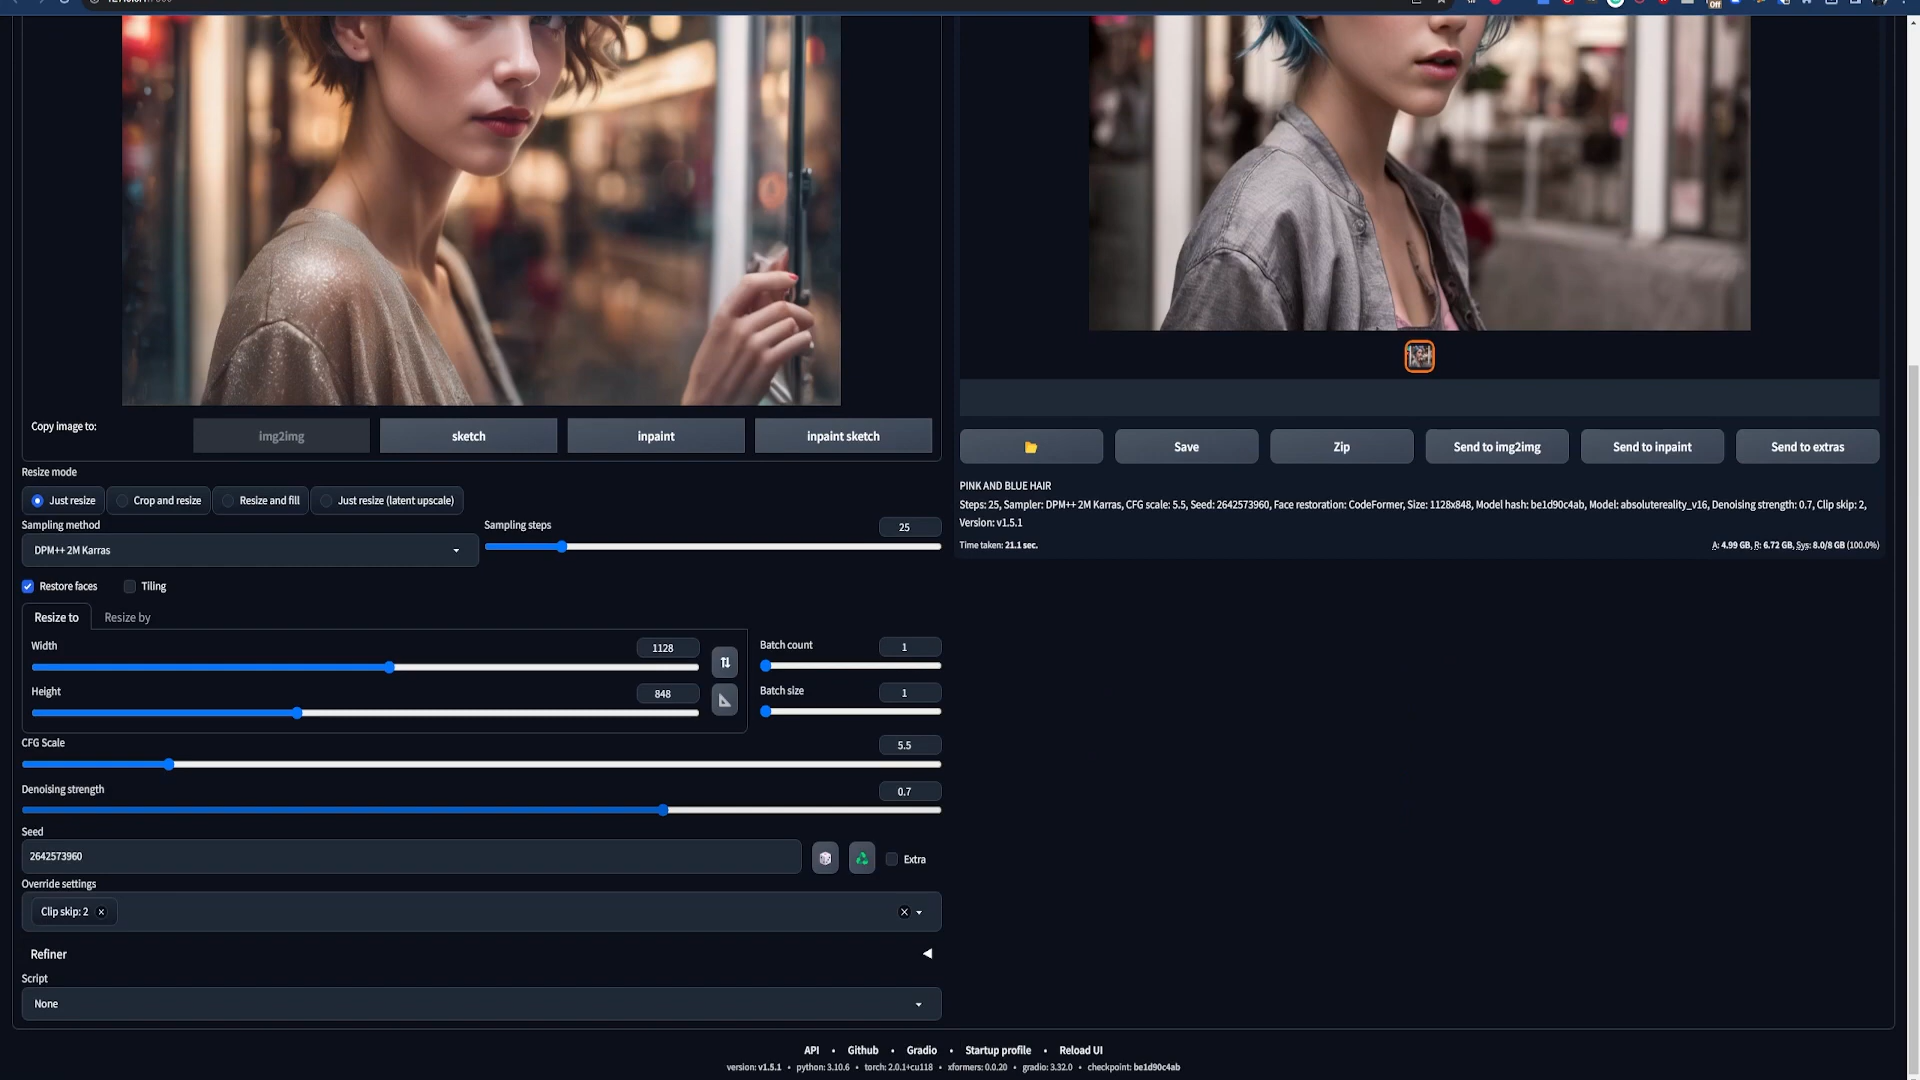 Copy image to:
img2img
sketch
inpaint
inpaint sketch
Resize mode
Just resize
Crop and resize
Resize and fill
Just resize (latent upscale)
Sampling method
DPM++ 2M Karras
Sampling steps
25
Restore faces
Tiling
Resize to
Resize by
Width
1128
Height
848
Batch count
1
Batch size
1
CFG Scale
5.5
Denoising strength
0.7
Seed
2642573960
Extra
Override settings
Clip skip: 2
Refiner
Script
None
Save
Zip
Send to img2img
Send to inpaint
Send to extras
PINK AND BLUE HAIR
Steps: 25, Sampler: DPM++ 2M Karras, CFG scale: 5.5, Seed: 2642573960, Face restoration: CodeFormer, Size: 1128x848, Model hash: be1d90c4ab, Model: absolutereality_v16, Denoising strength: 0.7, Clip skip: 2,
Version: v1.5.1
Time taken: 21.1 sec.
A: 4.99 GB, R: 6.72 GB, Sys: 8.0/8 GB (100.0%)
API • Github • Gradio • Startup profile • Reload UI
version: v1.5.1 • python: 3.10.6 • torch: 2.0.1+cu118 • xformers: 0.0.20 • gradio: 3.32.0 • checkpoint: be1d90c4ab